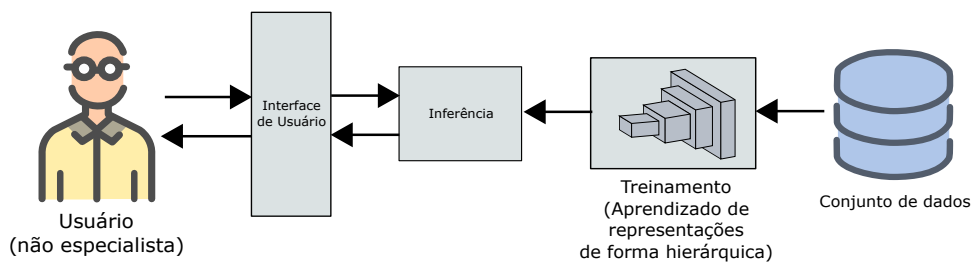 Usuário
(não especialista)
Interface
de Usuário
Inferência
Treinamento
(Aprendizado de
representações
de forma hierárquica)
Conjunto de dados